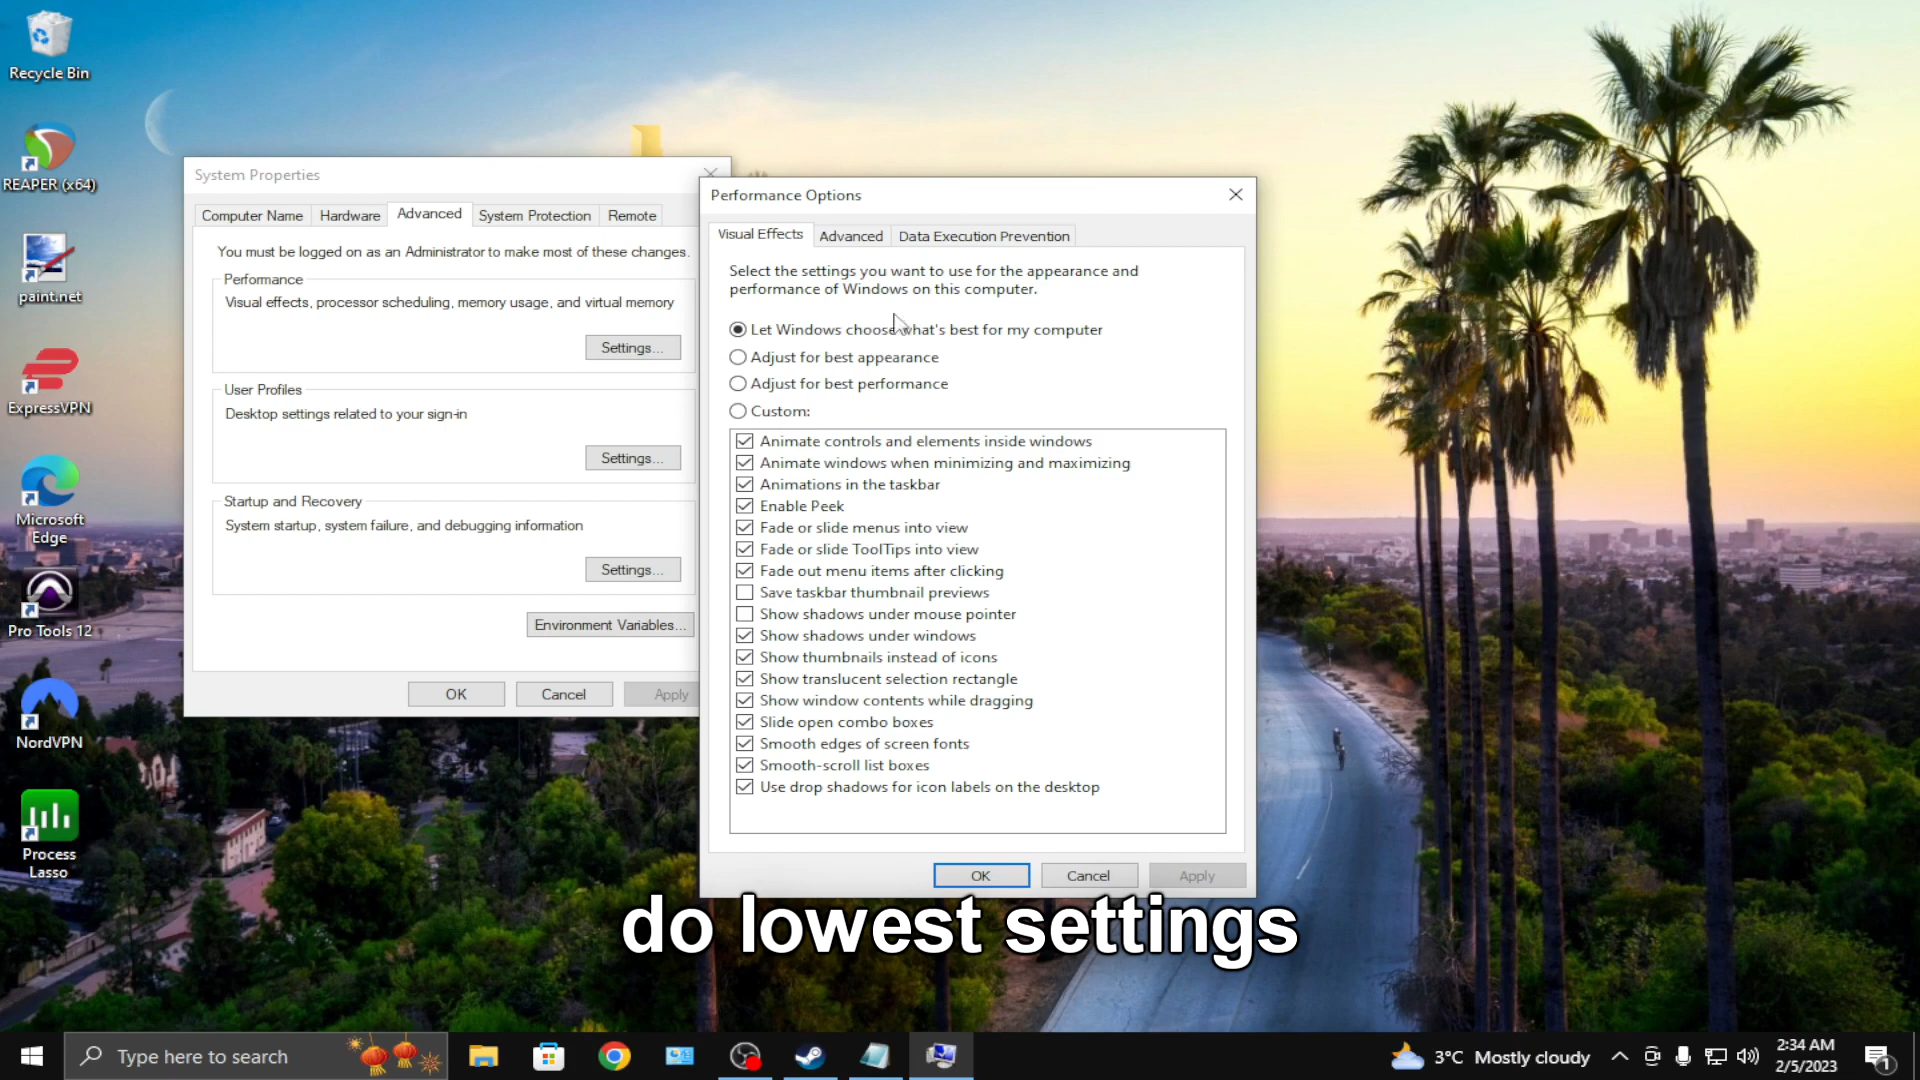 Recycle Bin
REAPER (x64)
paint.net
ExpressVPN
Microsoft
Edge
Pro Tools 12
NordVPN
Process
Lasso
System Properties
Computer Name
Hardware
Advanced
System Protection
Remote
You must be logged on as an Administrator to make most of these changes.
Performance
Visual effects, processor scheduling, memory usage, and virtual memory
Settings...
User Profiles
Desktop settings related to your sign-in
Settings...
Startup and Recovery
System startup, system failure, and debugging information
Settings...
Environment Variables...
OK
Cancel
Apply
Performance Options
Visual Effects
Advanced
Data Execution Prevention
Select the settings you want to use for the appearance and
performance of Windows on this computer.
Let Windows choose what's best for my computer
Adjust for best appearance
Adjust for best performance
Custom:
Animate controls and elements inside windows
Animate windows when minimizing and maximizing
Animations in the taskbar
Enable Peek
Fade or slide menus into view
Fade or slide ToolTips into view
Fade out menu items after clicking
Save taskbar thumbnail previews
Show shadows under mouse pointer
Show shadows under windows
Show thumbnails instead of icons
Show translucent selection rectangle
Show window contents while dragging
Slide open combo boxes
Smooth edges of screen fonts
Smooth-scroll list boxes
Use drop shadows for icon labels on the desktop
OK
Cancel
Apply
do lowest settings
Type here to search
3°C Mostly cloudy
2:34 AM
2/5/2023
1